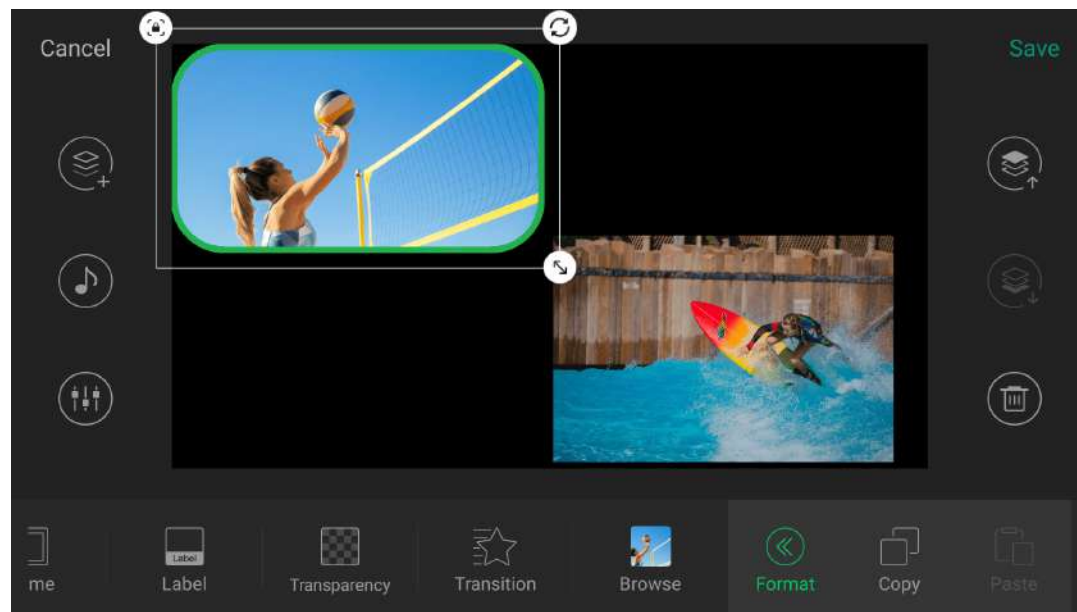 Cancel
Save
me
Label
Label
Transparency
Transition
Browse
Format
Copy
Paste